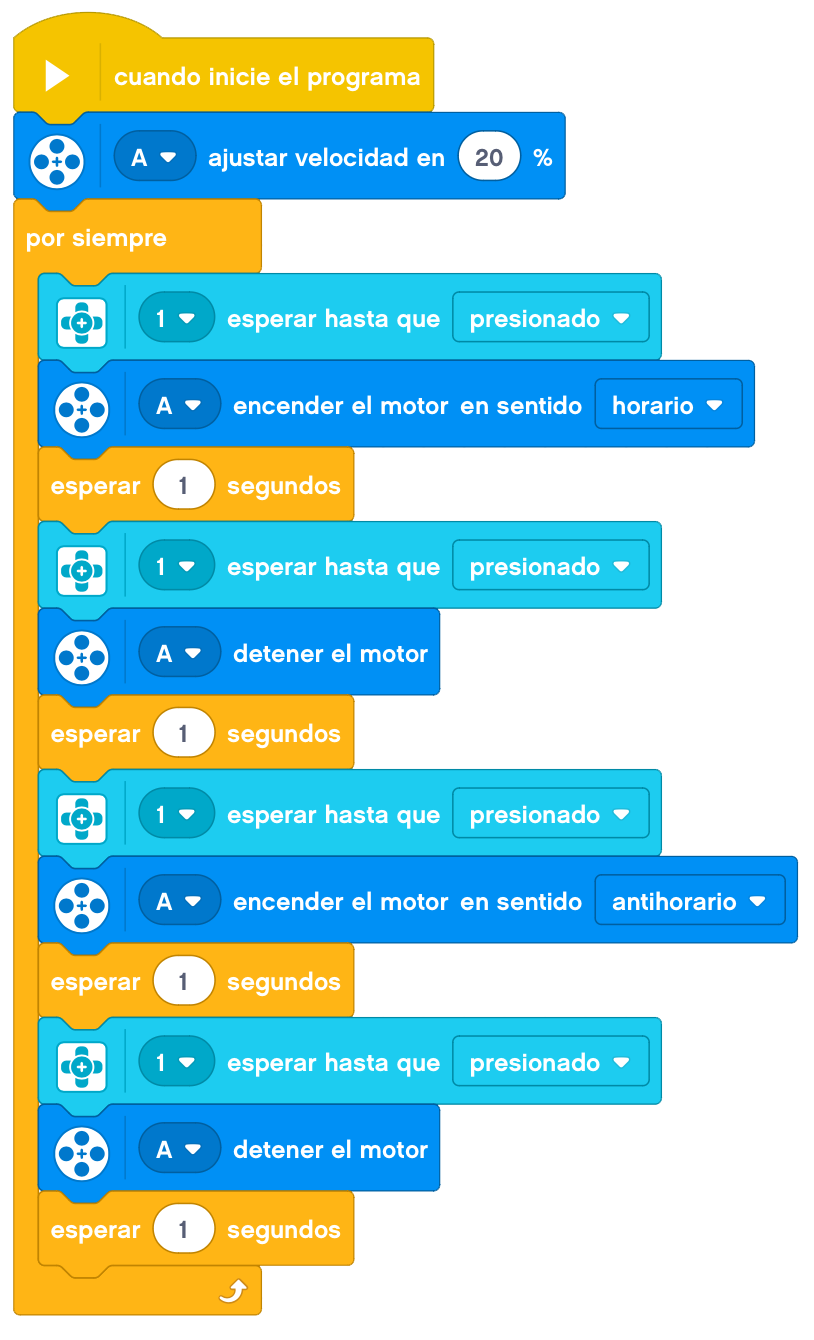 cuando inicie el programa
A ajustar velocidad en 20 %
por siempre
1 esperar hasta que presionado
A encender el motor en sentido horario
esperar 1 segundos
1 esperar hasta que presionado
A detener el motor
esperar 1 segundos
1 esperar hasta que presionado
A encender el motor en sentido antihorario
esperar 1 segundos
1 esperar hasta que presionado
A detener el motor
esperar 1 segundos